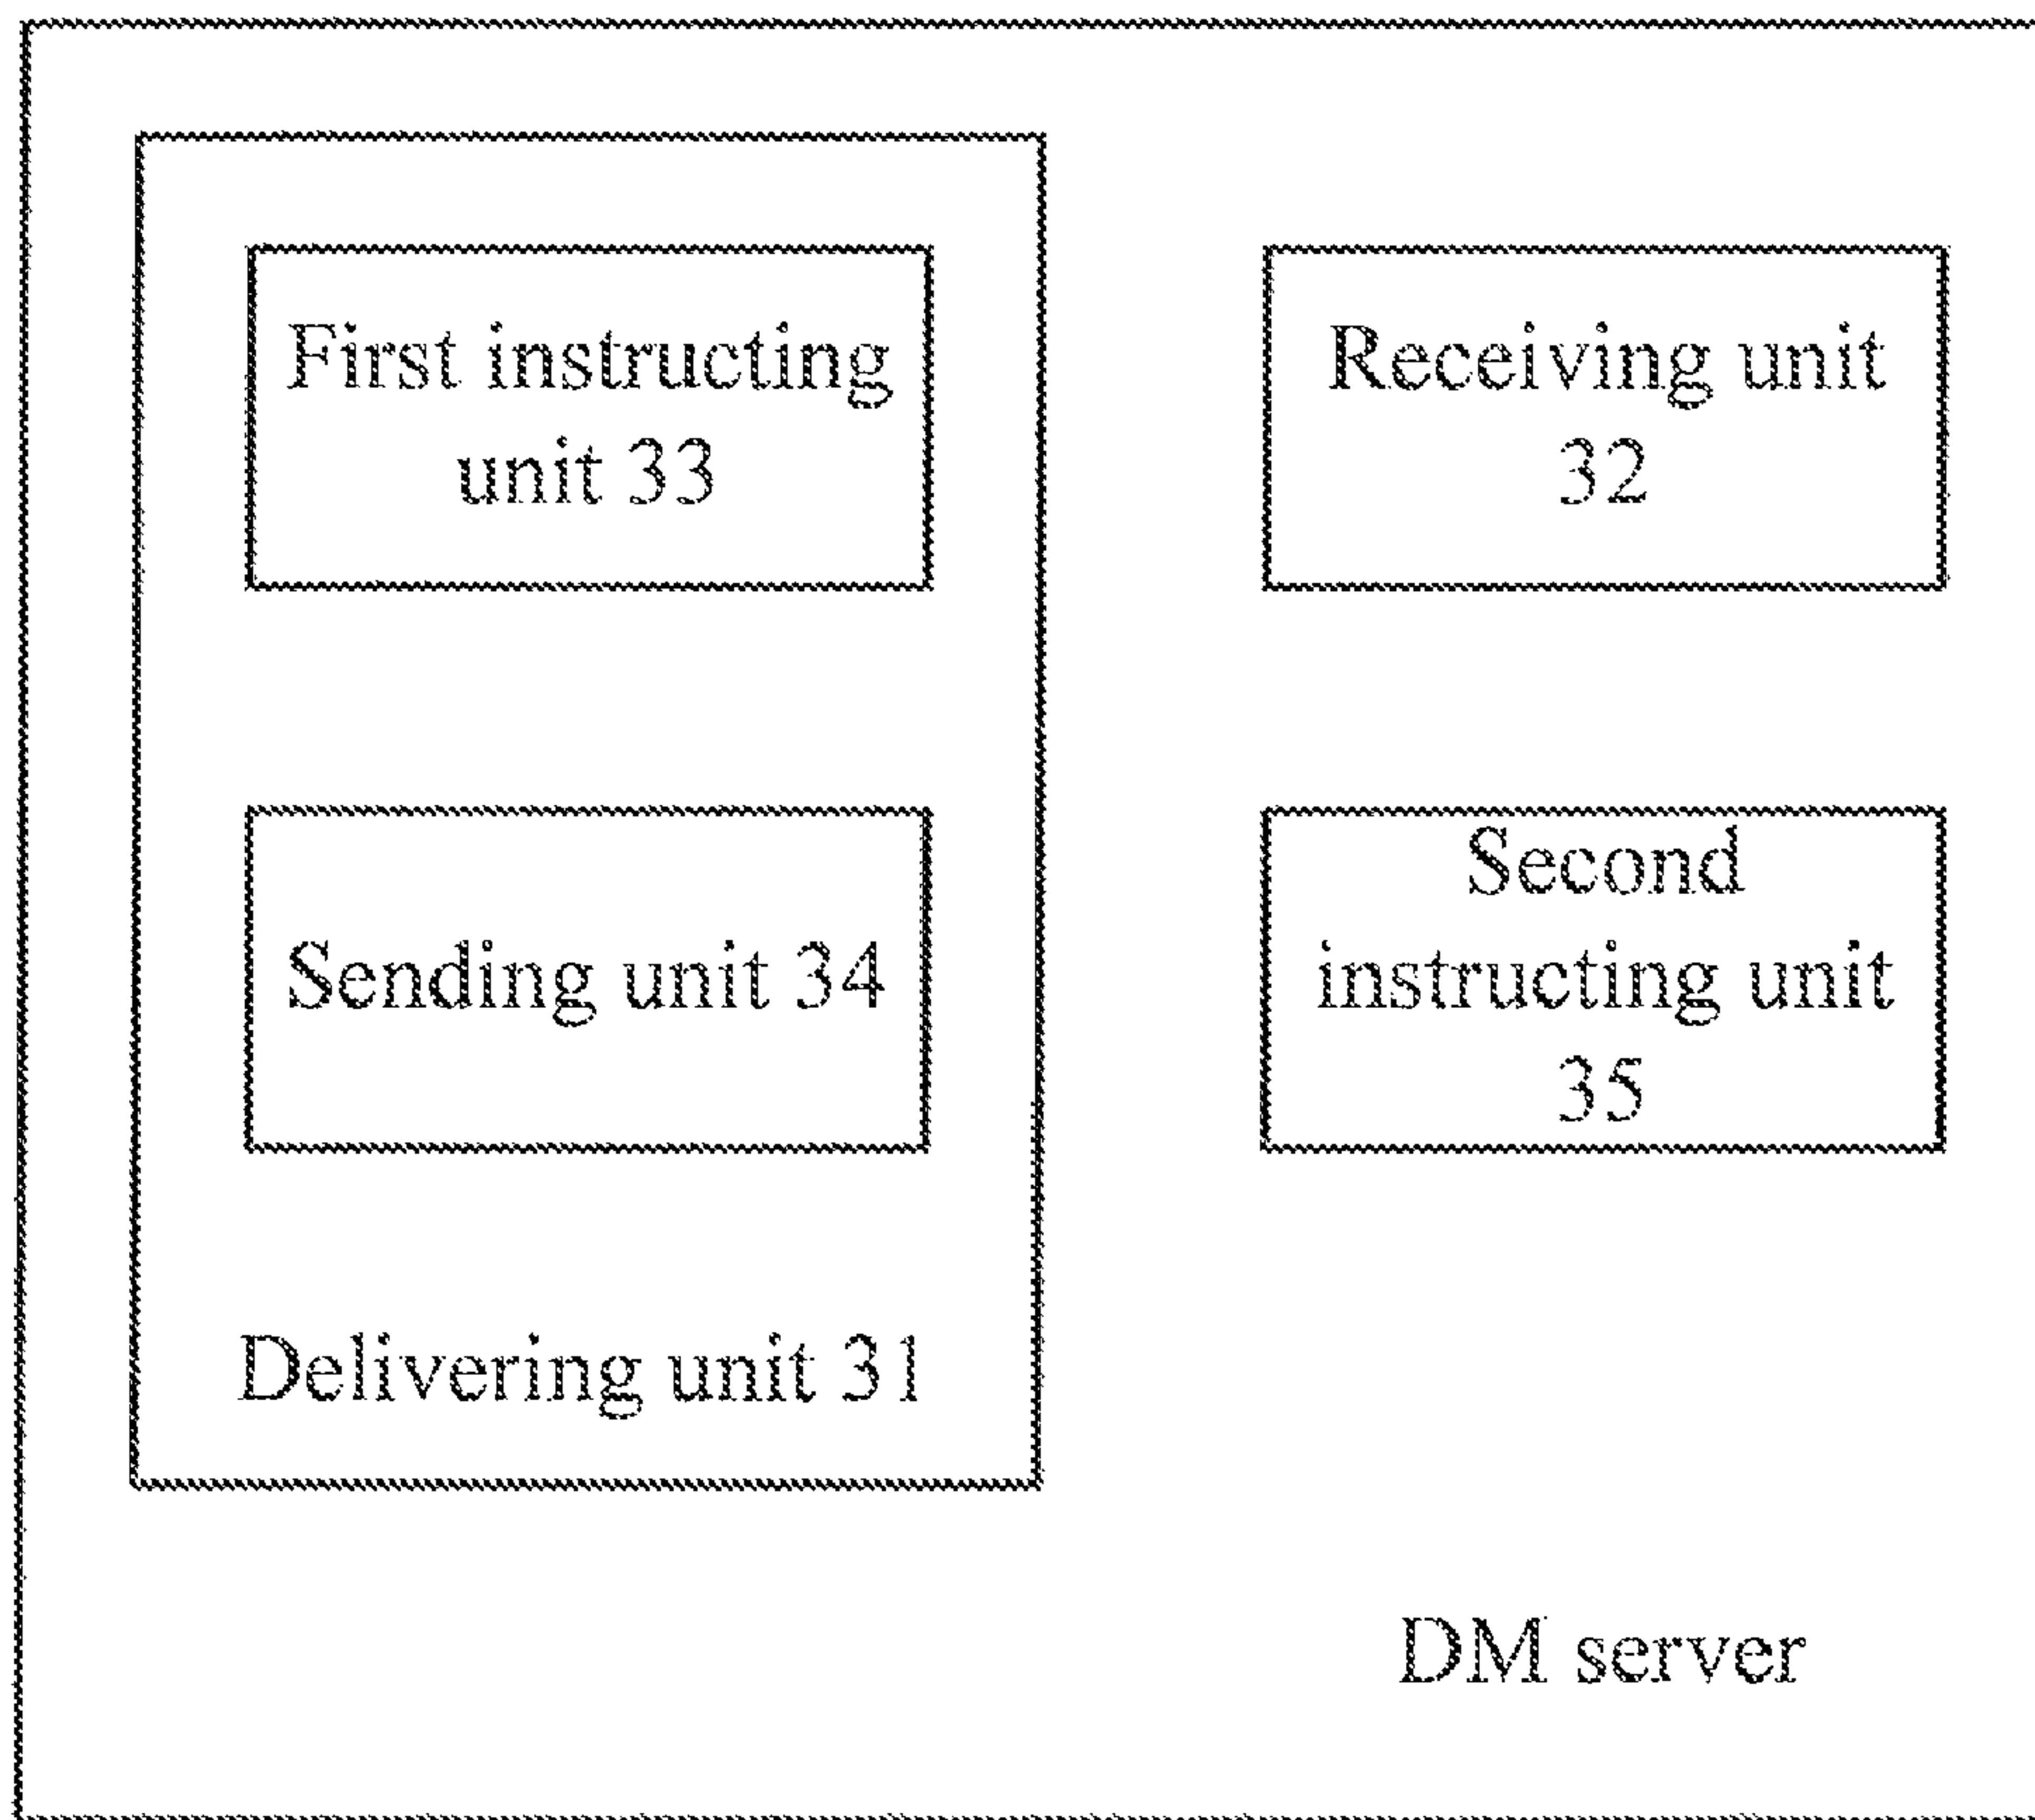 First instructing
unit 33
Sending unit 34
Delivering unit 31
Receiving unit
32
Second
instructing unit
35
DM server